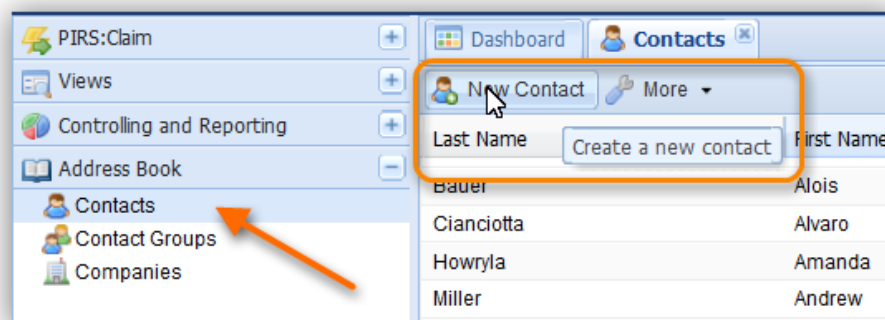 PIRS:Claim
Views
Controlling and Reporting
Address Book
Contacts
Contact Groups
Companies
Dashboard Contacts
New Contact More
Last Name First Name
Create a new contact
Bauer Alois
Cianciotta Alvaro
Howryla Amanda
Miller Andrew